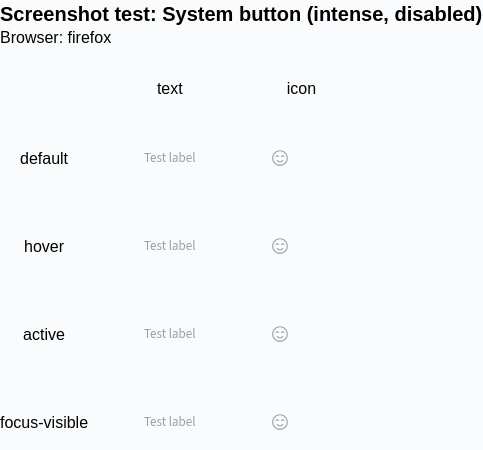 Screenshot test: System button (intense, disabled)
Browser: firefox
text icon
default Test label
hover Test label
active Test label
focus-visible Test label